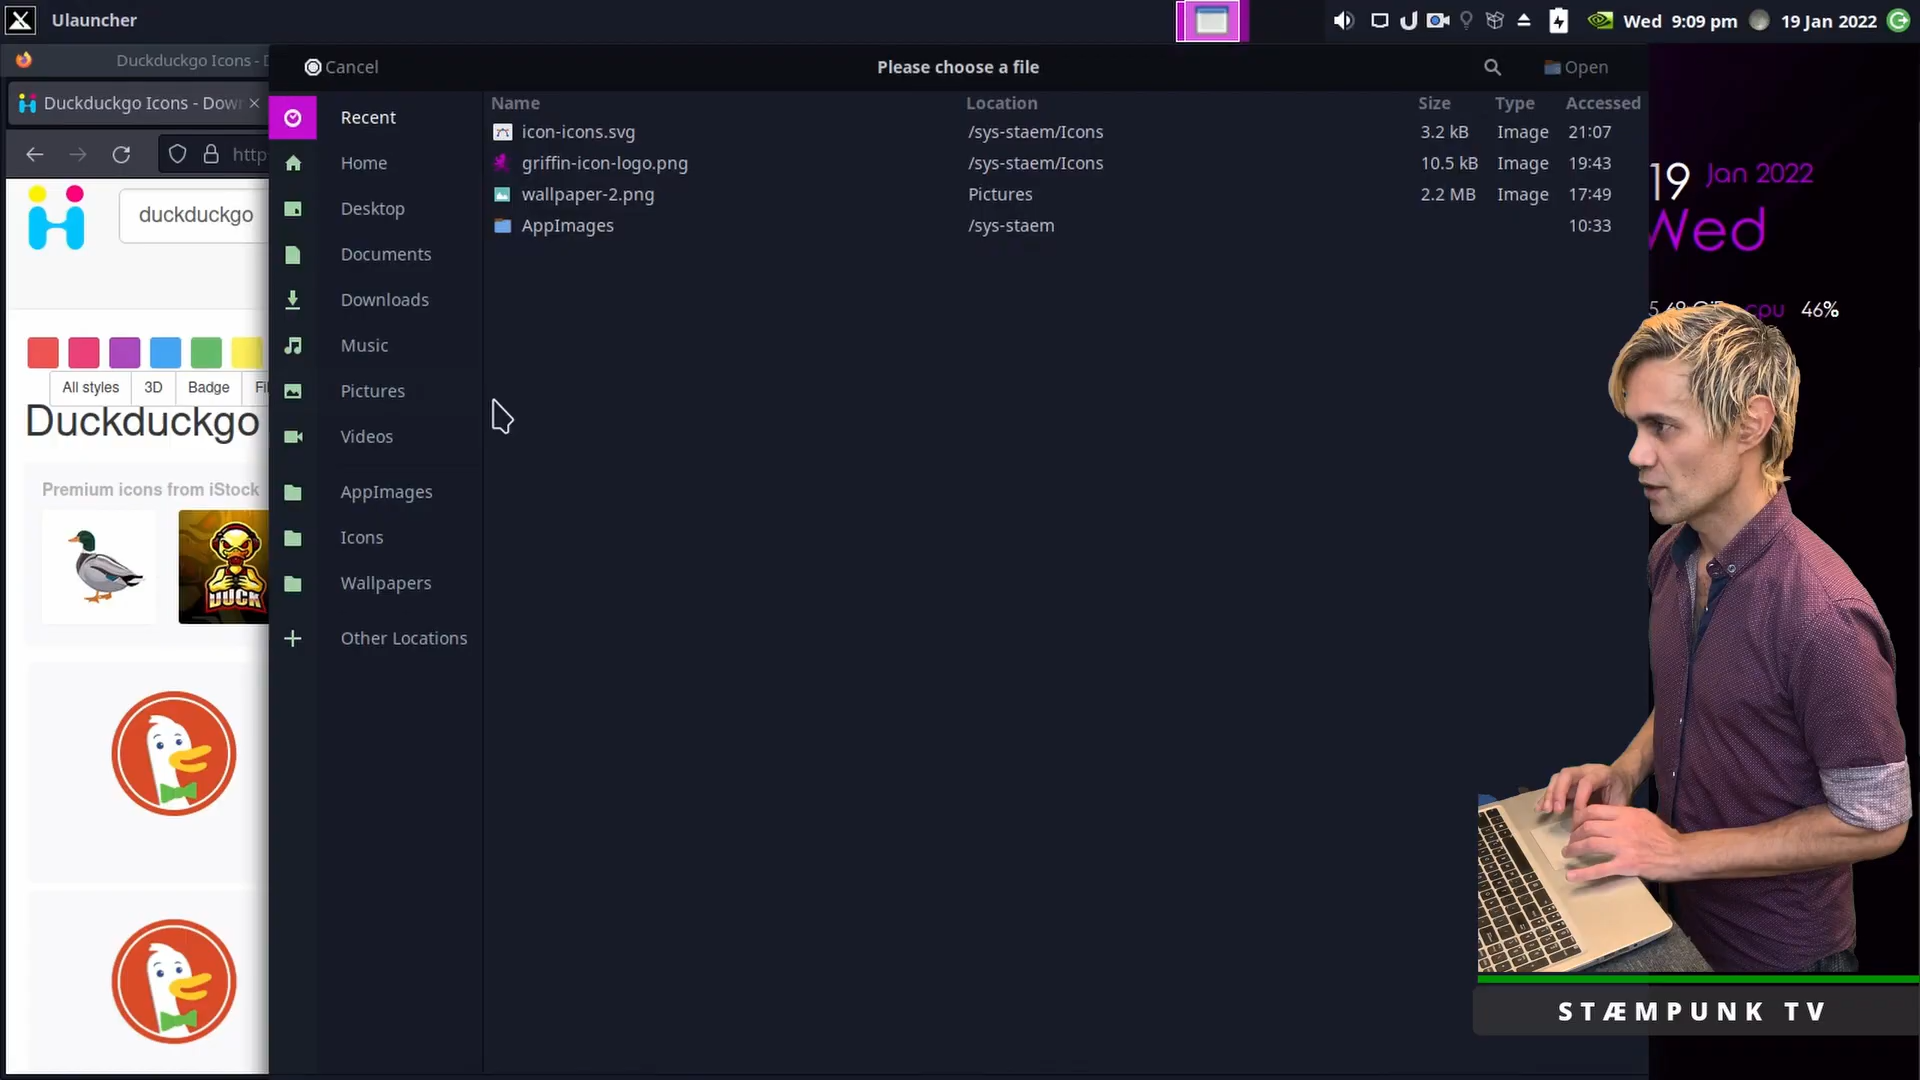 Ulauncher
Wed 9:09 pm 19 Jan 2022
Duckduckgo Icons -
Cancel
Please choose a file
Open
Duckduckgo Icons - Dow
http
duckduckgo
All styles
3D
Badge
Duckduckgo
Premium icons from iStock
DUCK
Recent
Home
Desktop
Documents
Downloads
Music
Pictures
Videos
AppImages
Icons
Wallpapers
Other Locations
Name Location Size Type Accessed
icon-icons.svg /sys-staem/Icons 3.2 kB Image 21:07
griffin-icon-logo.png /sys-staem/Icons 10.5 kB Image 19:43
wallpaper-2.png Pictures 2.2 MB Image 17:49
AppImages /sys-staem 10:33
19 Jan 2022
Wed
cpu 46%
STÆMPUNK TV